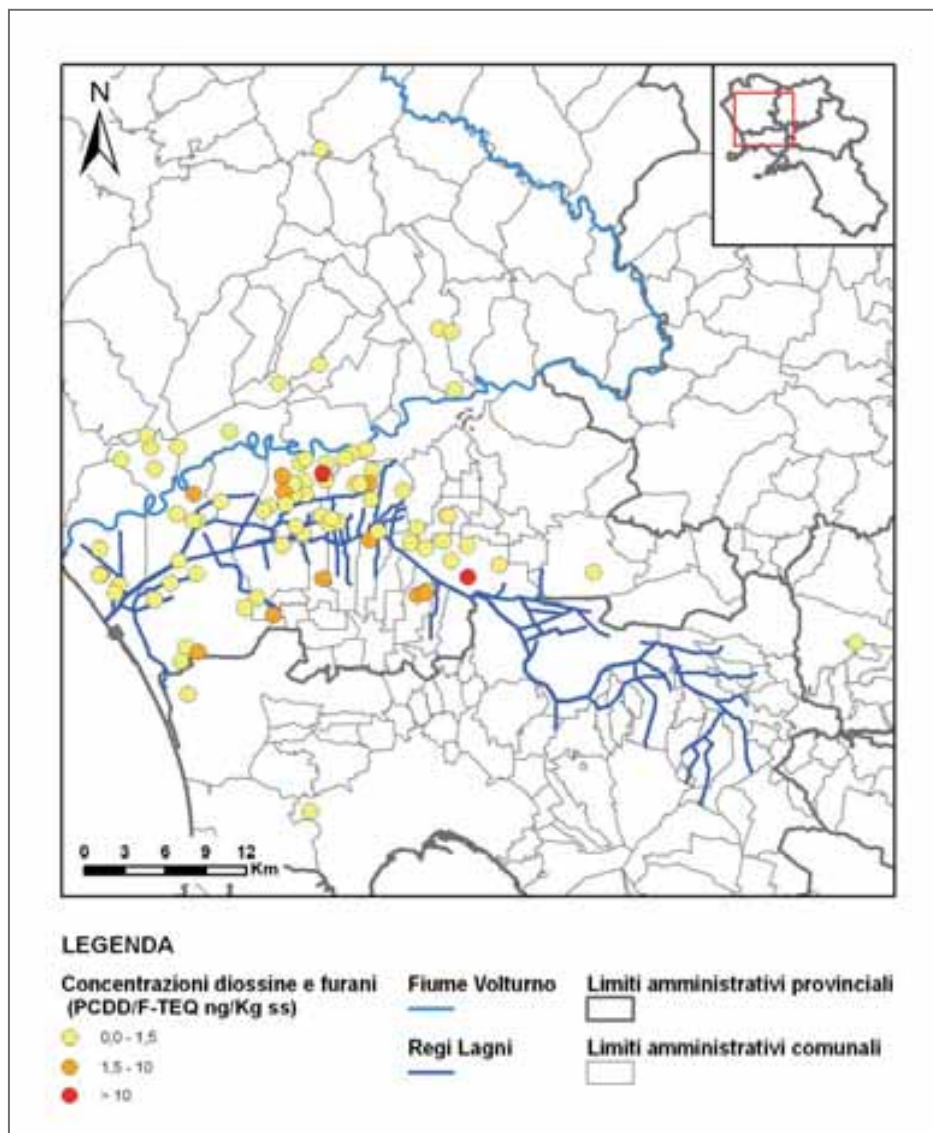 N
0 3 6 9 12
Km
LEGENDA
Concentrazioni diossine e furani
(PCDD/F-TEQ ng/Kg ss)
0,0 - 1,5
1.5 - 10
> 10
Fiume Volturno
Regi Lagni
Limiti amministrativi provinciali
Limiti amministrativi comunali